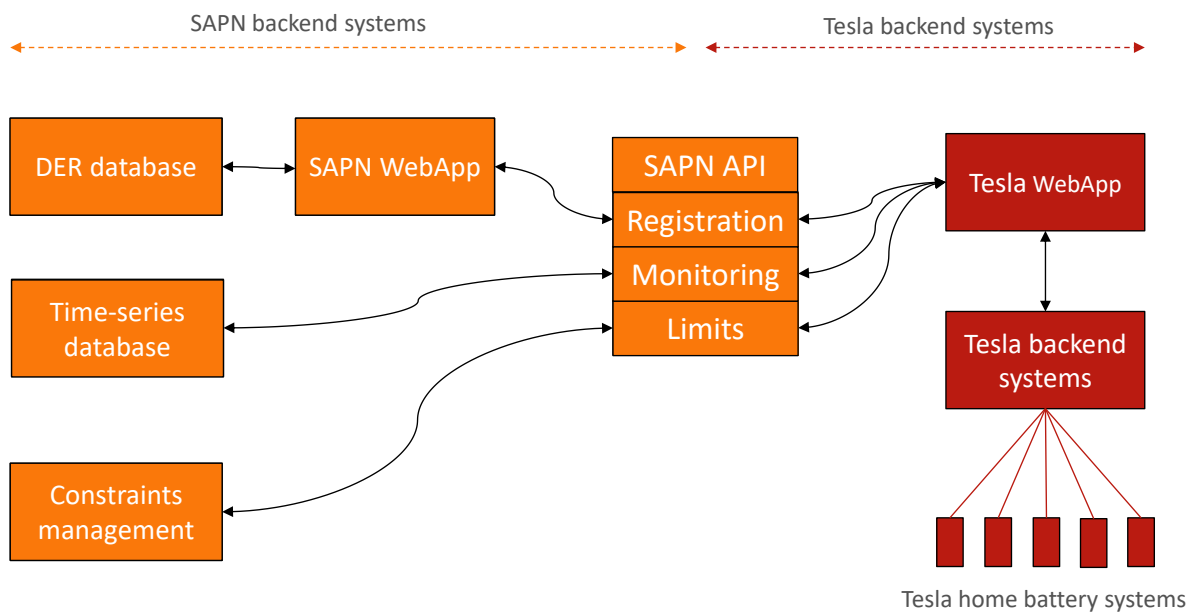 SAPN backend systems
Tesla backend systems
DER database
SAPN WebApp
SAPN API
Registration
Monitoring
Limits
Tesla WebApp
Time-series
database
Tesla backend
systems
Constraints
management
Tesla home battery systems